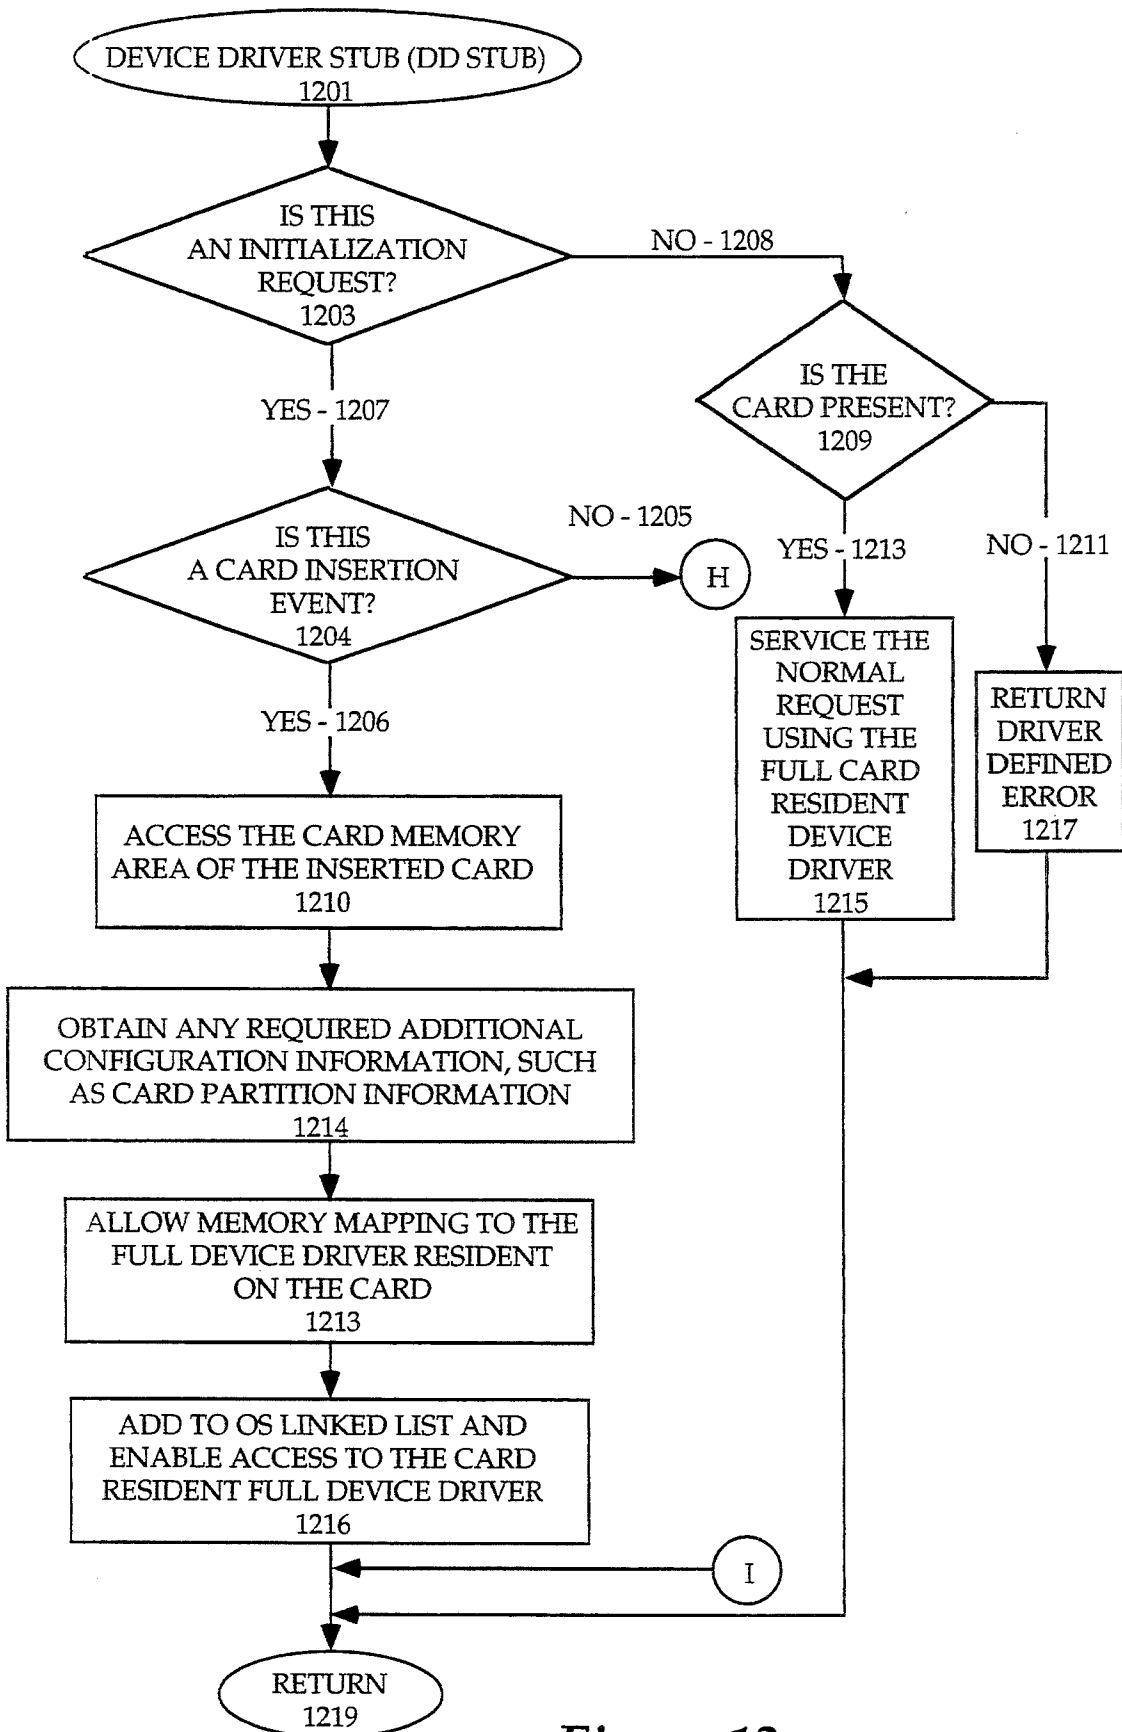 DEVICE DRIVER STUB (DD STUB)
1201
IS THIS
AN INITIALIZATION
REQUEST?
1203
NO - 1208
YES - 1207
IS THE
CARD PRESENT?
1209
IS THIS
A CARD INSERTION
EVENT?
1204
NO - 1205
H
YES - 1213
NO - 1211
YES - 1206
SERVICE THE
NORMAL
REQUEST
USING THE
FULL CARD
RESIDENT
DEVICE
DRIVER
1215
RETURN
DRIVER
DEFINED
ERROR
1217
ACCESS THE CARD MEMORY
AREA OF THE INSERTED CARD
1210
OBTAIN ANY REQUIRED ADDITIONAL
CONFIGURATION INFORMATION, SUCH
AS CARD PARTITION INFORMATION
1214
ALLOW MEMORY MAPPING TO THE
FULL DEVICE DRIVER RESIDENT
ON THE CARD
1213
ADD TO OS LINKED LIST AND
ENABLE ACCESS TO THE CARD
RESIDENT FULL DEVICE DRIVER
1216
I
RETURN
1219